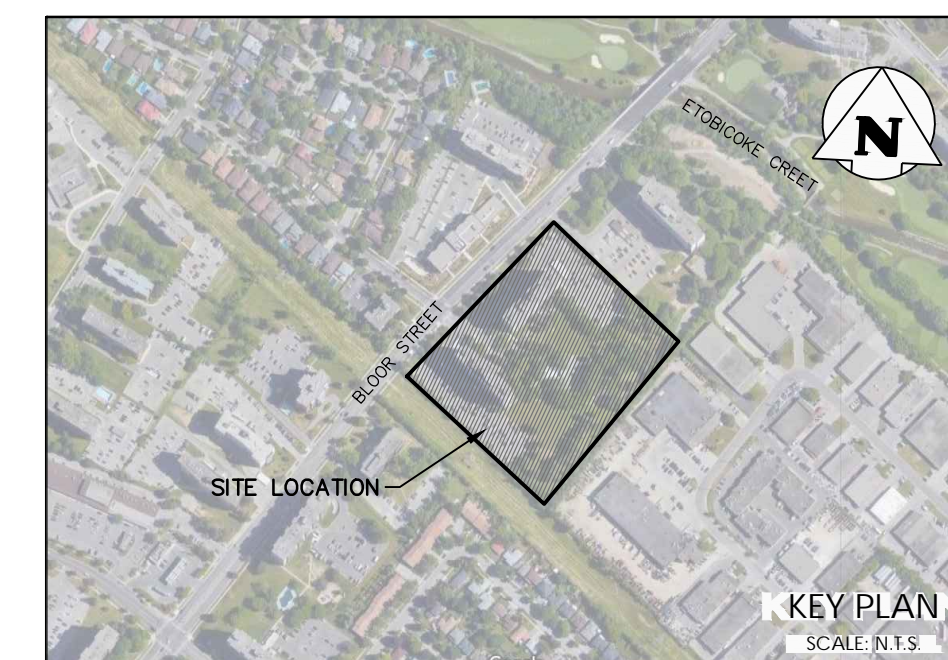 ETOBICOKE CREET
N
BLOOR STREET
SITE LOCATION
KEY PLAN
SCALE: N.T.S.